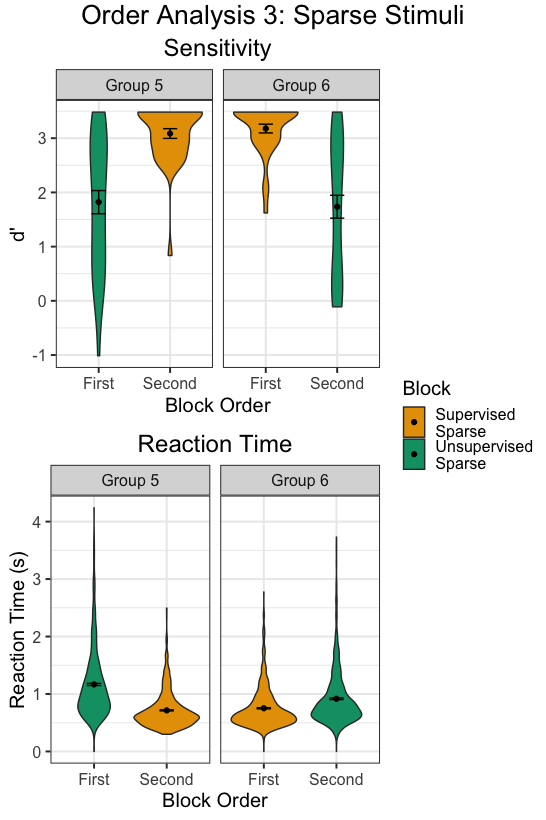 Order Analysis 3: Sparse Stimuli
Sensitivity
Group 5 Group 6
3
2
1
0
-1
d'
First Second First Second
Block Order
Block
Supervised
Sparse
Unsupervised
Sparse
Reaction Time
Group 5 Group 6
4
3
2
1
0
Reaction Time (s)
First Second First Second
Block Order